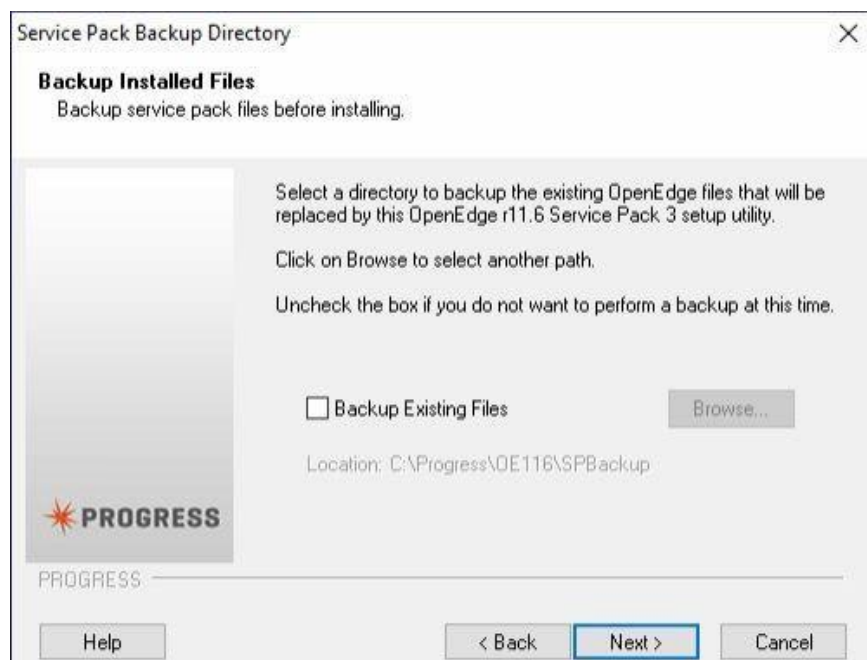 Service Pack Backup Directory
Backup Installed Files
Backup service pack files before installing.
Select a directory to backup the existing OpenEdge files that will be
replaced by this OpenEdge r11.6 Service Pack 3 setup utility.
Click on Browse to select another path.
Uncheck the box if you do not want to perform a backup at this time.
Backup Existing Files
Browse...
Location: C:\Progress\OE116\SPBackup
PROGRESS
PROGRESS
Help
< Back
Next >
Cancel